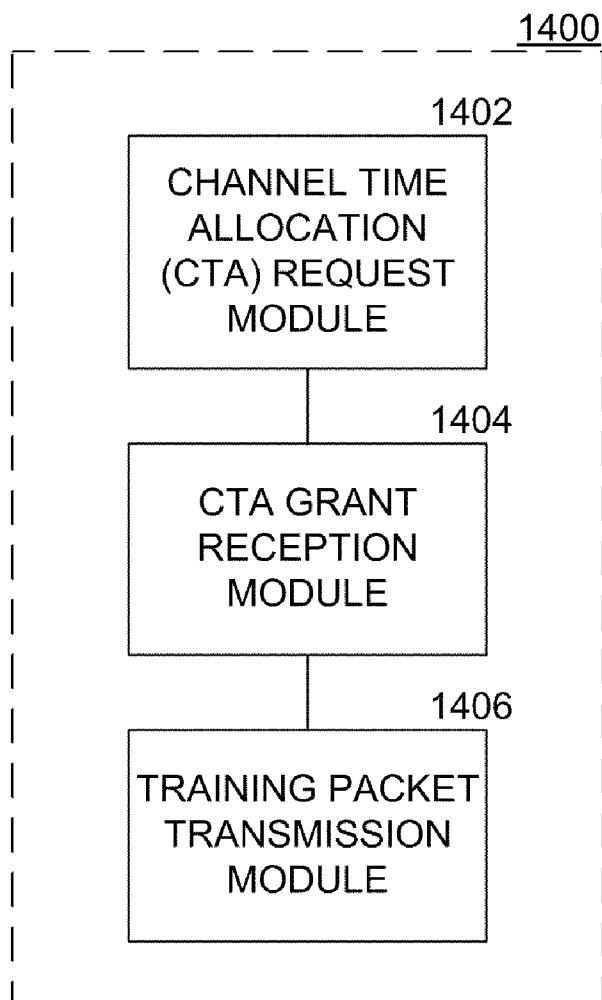 1400
1402
CHANNEL TIME
ALLOCATION
(CTA) REQUEST
MODULE
1404
CTA GRANT
RECEPTION
MODULE
1406
TRAINING PACKET
TRANSMISSION
MODULE